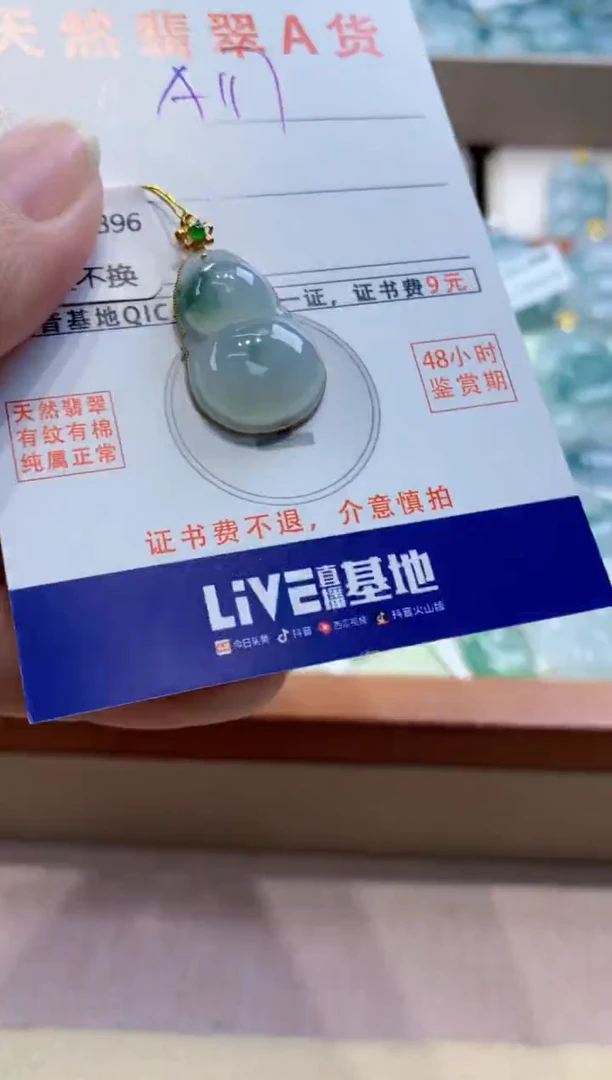 天然翡翠A货
A117
896
不换
音基地QIC
一证，证书费9元
48小时
鉴赏期
天然翡翠
有纹有棉
纯属正常
证书费不退，介意慎拍
LiVE直播基地
今日头条 抖音 西瓜视频 抖音火山版